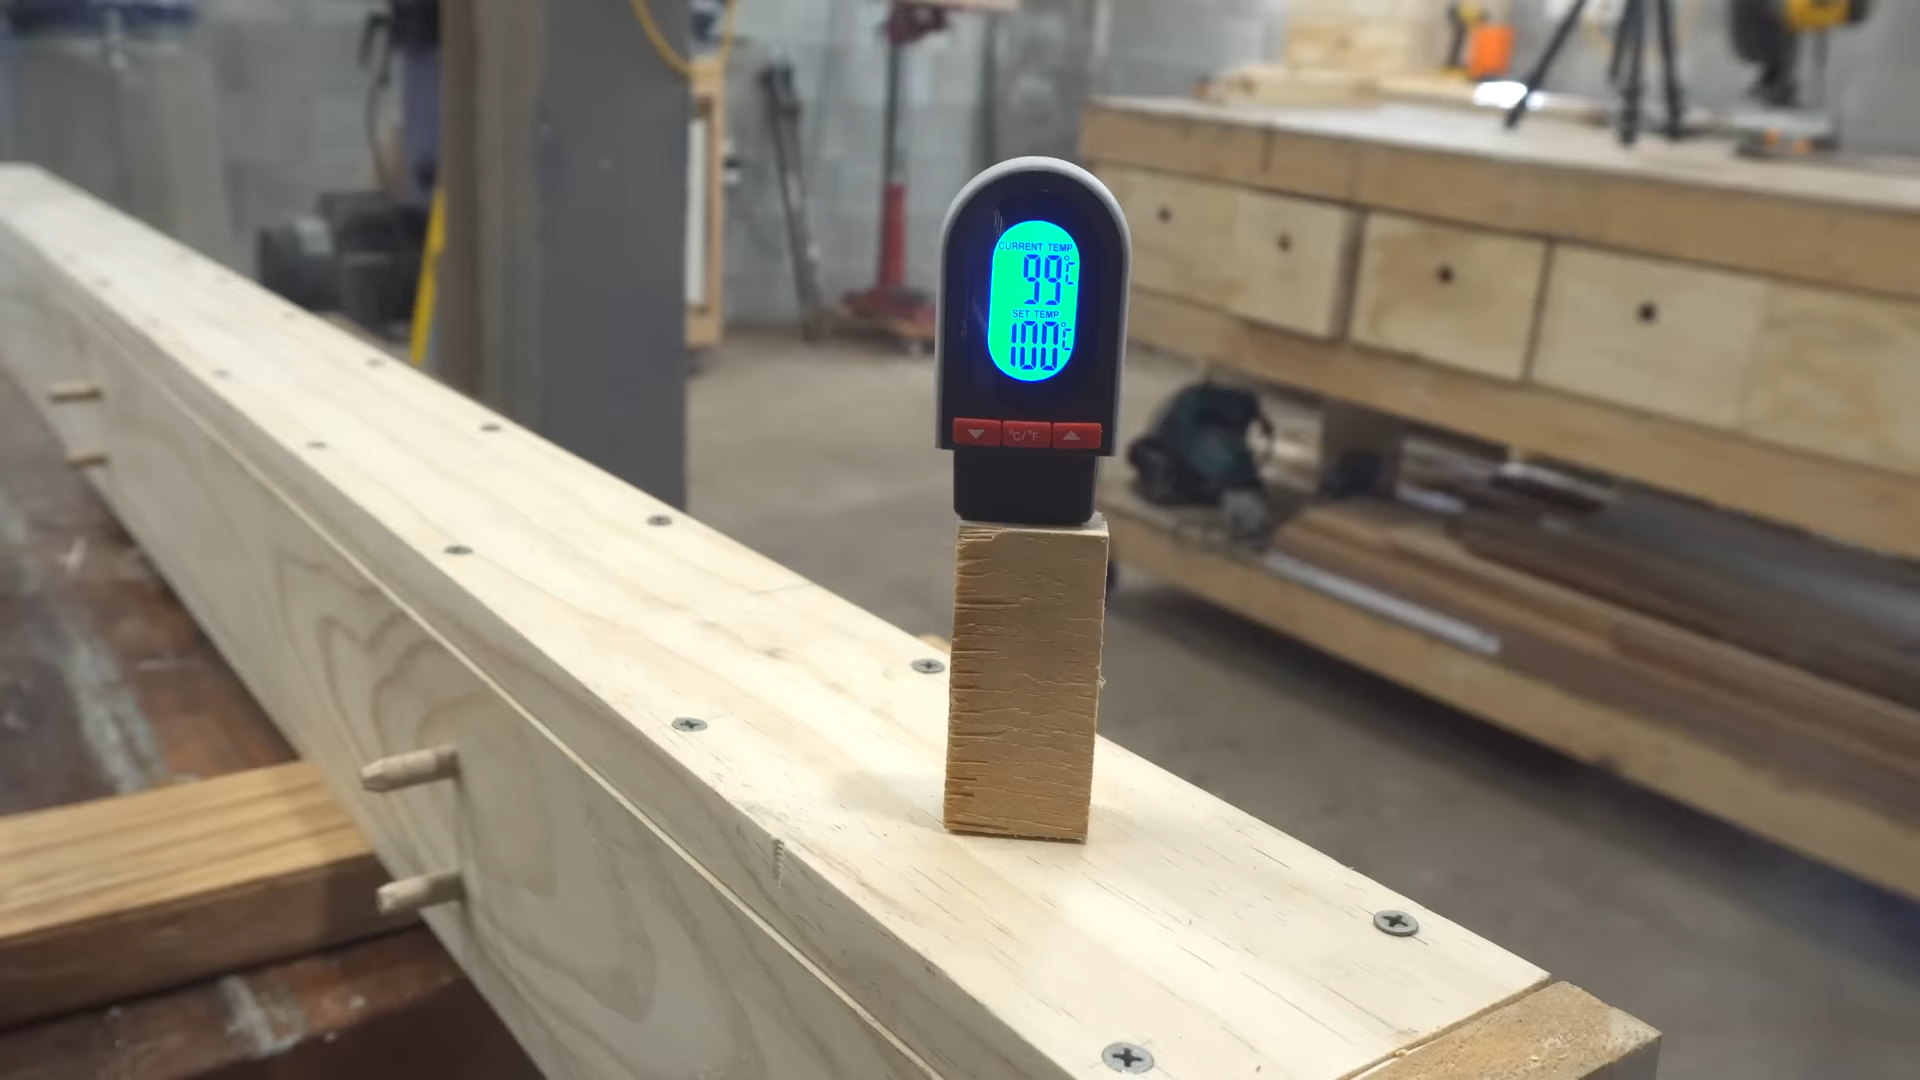 CURRENT TEMP
99°C
SET TEMP
100°C
°C/°F